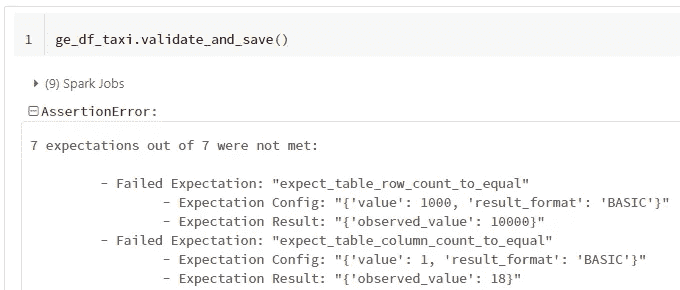 1 ge_df_taxi.validate_and_save()
(9) Spark Jobs
AssertionError:
7 expectations out of 7 were not met:
- Failed Expectation: "expect_table_row_count_to_equal"
- Expectation Config: "{'value': 1000, 'result_format': 'BASIC'}"
- Expectation Result: "{'observed_value': 10000}"
- Failed Expectation: "expect_table_column_count_to_equal"
- Expectation Config: "{'value': 1, 'result_format': 'BASIC'}"
- Expectation Result: "{'observed_value': 18}"